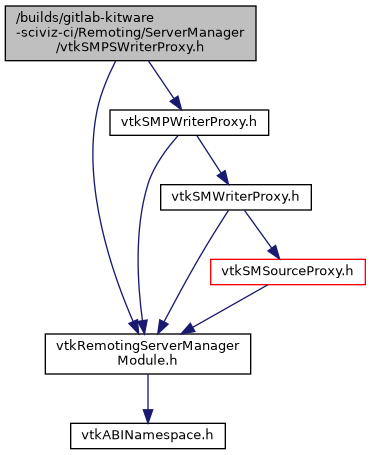 /builds/gitlab-kitware
-sciviz-ci/Remoting/ServerManager
/vtkSMPSWriterProxy.h
vtkSMPWriterProxy.h
vtkSMWriterProxy.h
vtkSMSourceProxy.h
vtkRemotingServerManager
Module.h
vtkABINamespace.h